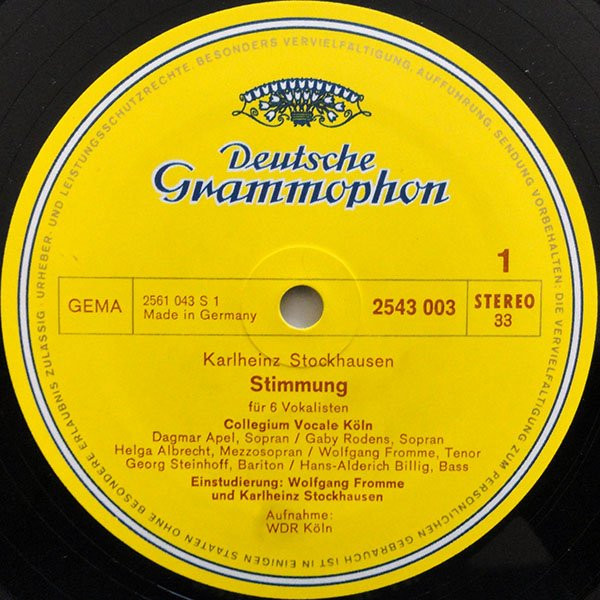 Deutsche
Grammophon
1
GEMA
2561 043 S 1
Made in Germany
2543 003
STEREO
33
Karlheinz Stockhausen
Stimmung
für 6 Vokalisten
Collegium Vocale Köln
Dagmar Apel, Sopran / Gaby Rodens, Sopran
Helga Albrecht, Mezzosopran / Wolfgang Fromme, Tenor
Georg Steinhoff, Bariton / Hans-Alderich Billig, Bass
Einstudierung: Wolfgang Fromme
und Karlheinz Stockhausen
Aufnahme:
WDR Köln
URHEBER- UND LEISTUNGSSCHUTZRECHTE, BESONDERS VERVIELFÄLTIGUNG, AUFFÜHRUNG, SENDUNG VORBEHALTEN: DIE VERVIELFÄLTIGUNG ZUM PERSÖNLICHEN GEBRAUCH IST IN EINIGEN STAATEN OHNE BESONDERE ERLAUBNIS ZULÄSSIG